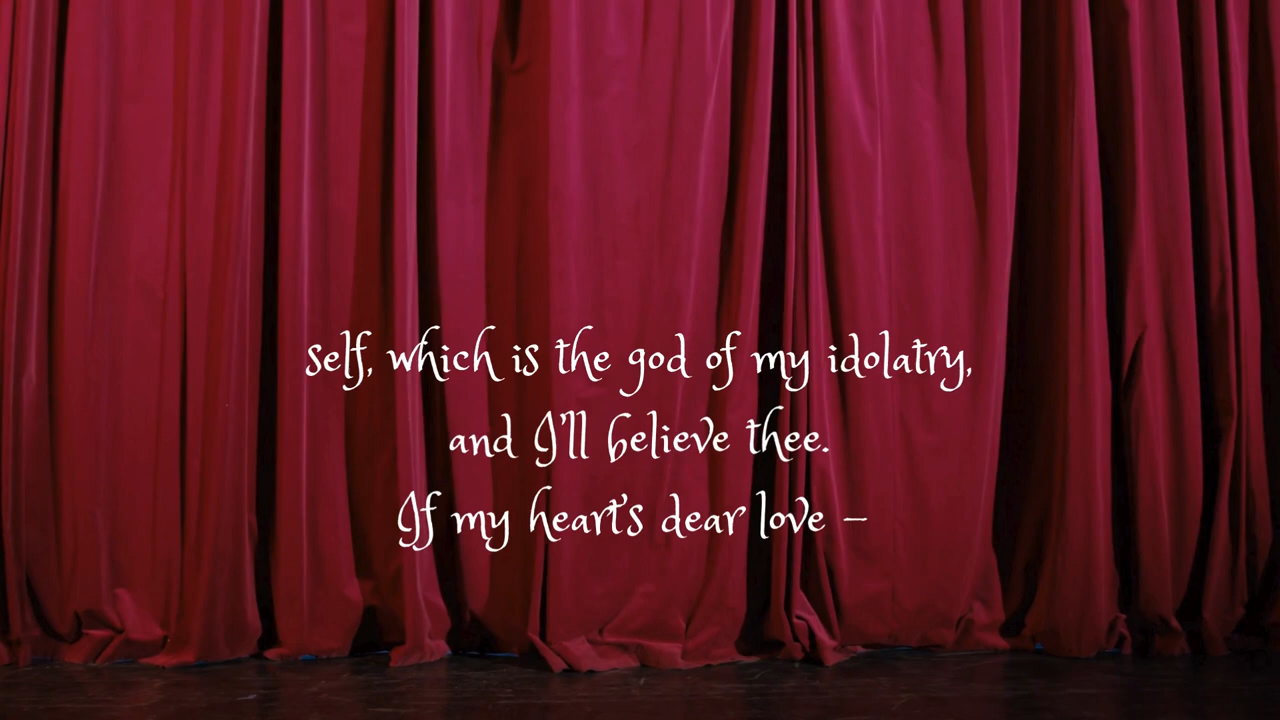 self, which is the god of my idolatry,
and I'll believe thee.
If my heart's dear love –